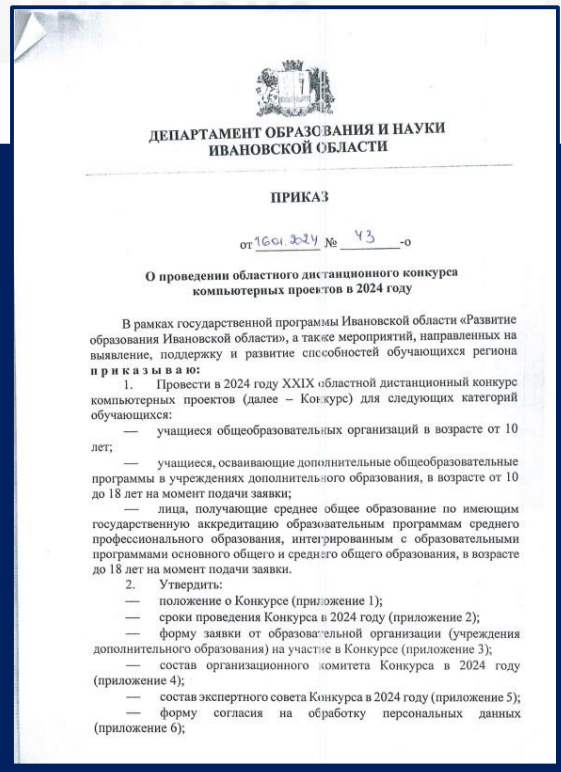 ДЕПАРТАМЕНТ ОБРАЗОВАНИЯ И НАУКИ
ИВАНОВСКОЙ ОБЛАСТИ
ПРИКАЗ
от 16.01.2024 № 43 -о
О проведении областного дистанционного конкурса
компьютерных проектов в 2024 году
В рамках государственной программы Ивановской области «Развитие
образования Ивановской области», а также мероприятий, направленных на
выявление, поддержку и развитие способностей обучающихся региона
приказываю:
1. Провести в 2024 году XXIX областной дистанционный конкурс
компьютерных проектов (далее – Конкурс) для следующих категорий
обучающихся:
— учащиеся общеобразовательных организаций в возрасте от 10
лет;
— учащиеся, осваивающие дополнительные общеобразовательные
программы в учреждениях дополнительного образования, в возрасте от 10
до 18 лет на момент подачи заявки;
— лица, получающие среднее общее образование по имеющим
государственную аккредитацию образовательным программам среднего
профессионального образования, интегрированным с образовательными
программами основного общего и среднего общего образования, в возрасте
до 18 лет на момент подачи заявки.
2. Утвердить:
— положение о Конкурсе (приложение 1);
— сроки проведения Конкурса в 2024 году (приложение 2);
— форму заявки от образовательной организации (учреждения
дополнительного образования) на участие в Конкурсе (приложение 3);
— состав организационного комитета Конкурса в 2024 году
(приложение 4);
— состав экспертного совета Конкурса в 2024 году (приложение 5);
— форму согласия на обработку персональных данных
(приложение 6);